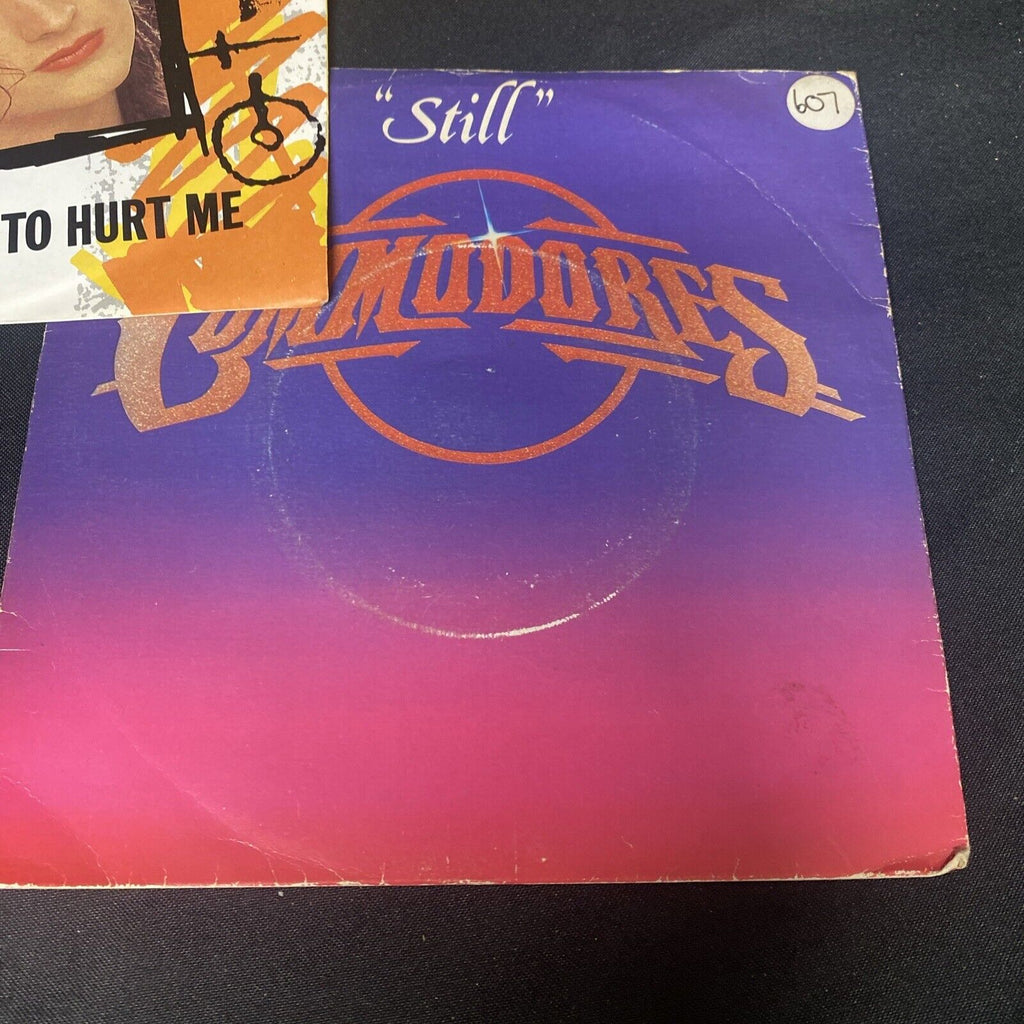 TO HURT ME
"Still"
607
COMMODORES